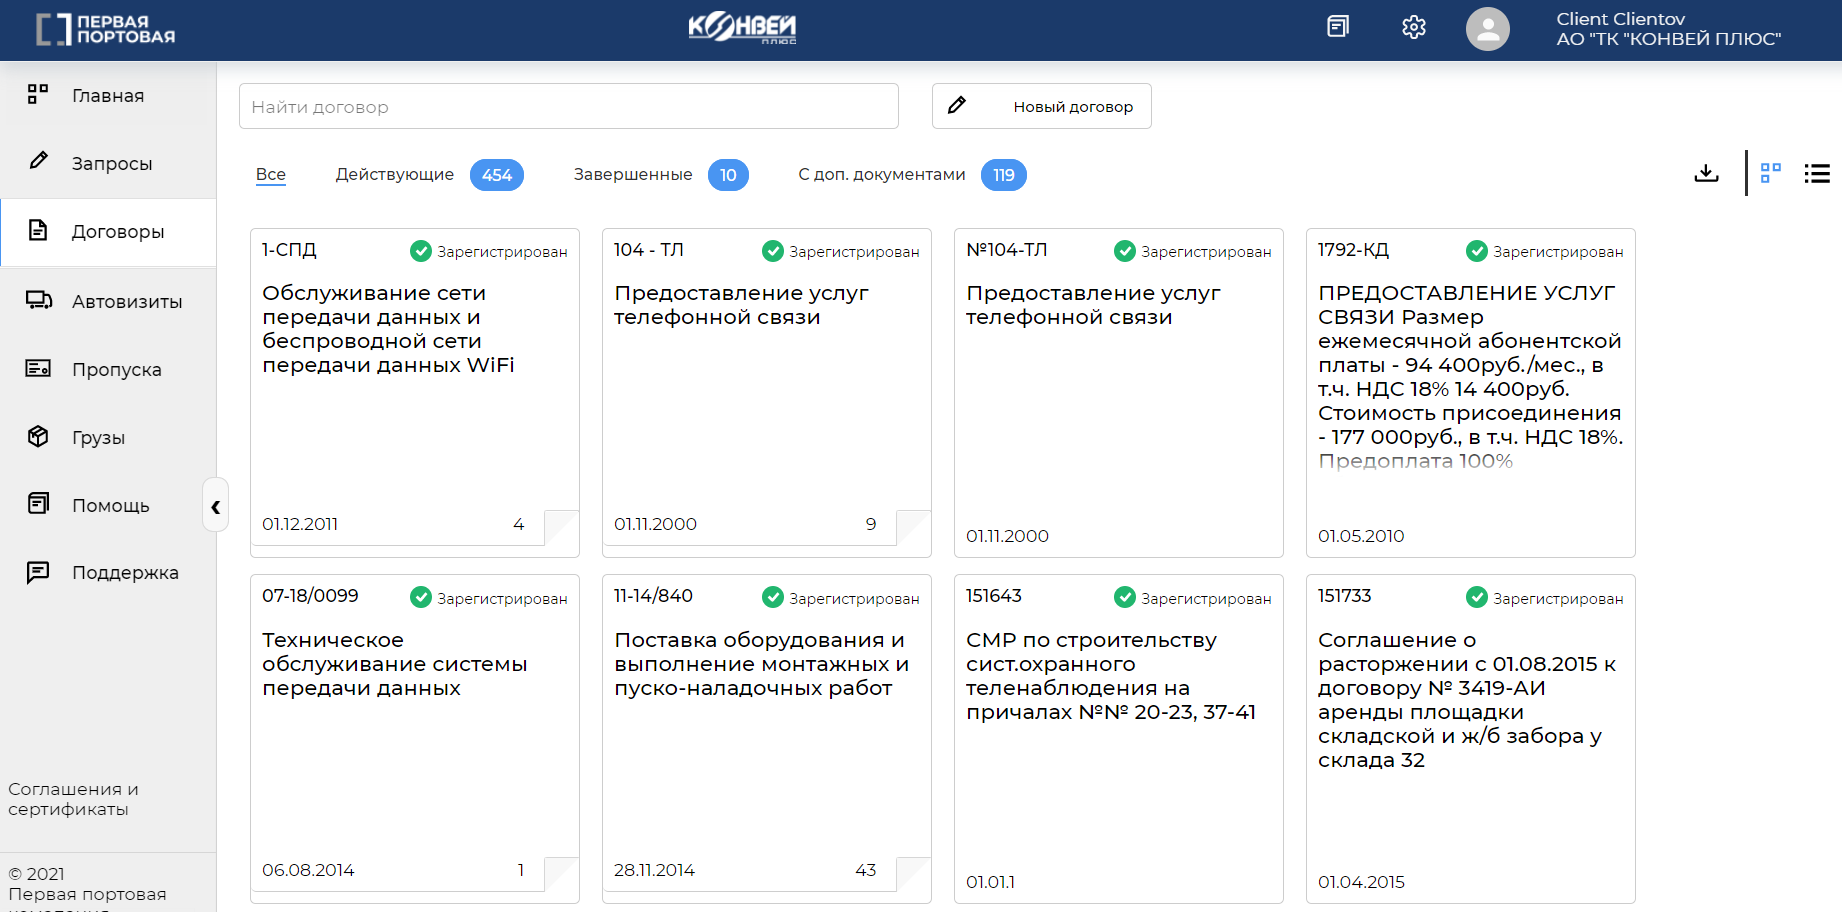 ПЕРВАЯ
ПОРТОВАЯ
КОНВЕЙ
ПЛЮС
Client Clientov
АО "ТК "КОНВЕЙ ПЛЮС"
Главная
Запросы
Договоры
Автовизиты
Пропуска
Грузы
Помощь
Поддержка
Соглашения и
сертификаты
© 2021
Первая портовая
компания
Найти договор
Новый договор
Все
Действующие 454
Завершенные 10
С доп. документами 119
1-СПД
Зарегистрирован
Обслуживание сети
передачи данных и
беспроводной сети
передачи данных WiFi
01.12.2011
4
104 - ТЛ
Зарегистрирован
Предоставление услуг
телефонной связи
01.11.2000
9
№104-ТЛ
Зарегистрирован
Предоставление услуг
телефонной связи
01.11.2000
1792-КД
Зарегистрирован
ПРЕДОСТАВЛЕНИЕ УСЛУГ
СВЯЗИ Размер
ежемесячной абонентской
платы - 94 400руб./мес., в
т.ч. НДС 18% 14 400руб.
Стоимость присоединения
- 177 000руб., в т.ч. НДС 18%.
Предоплата 100%
01.05.2010
07-18/0099
Зарегистрирован
Техническое
обслуживание системы
передачи данных
06.08.2014
1
11-14/840
Зарегистрирован
Поставка оборудования и
выполнение монтажных и
пуско-наладочных работ
28.11.2014
43
151643
Зарегистрирован
СМР по строительству
сист.охранного
теленаблюдения на
причалах №№ 20-23, 37-41
01.01.1
151733
Зарегистрирован
Соглашение о
расторжении с 01.08.2015 к
договору № 3419-АИ
аренды площадки
складской и ж/б забора у
склада 32
01.04.2015